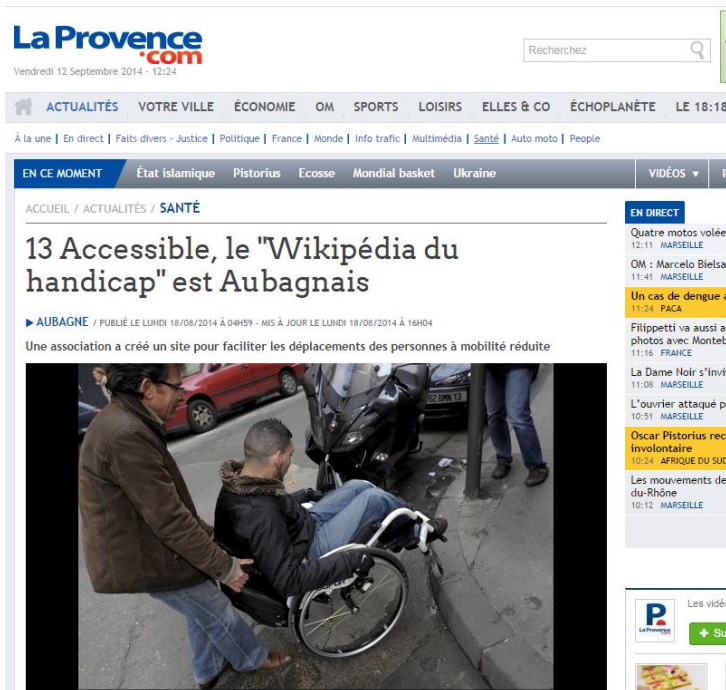 La Provence
.com
Vendredi 12 Septembre 2014 - 12:24
Recherchez
ACTUALITÉS VOTRE VILLE ÉCONOMIE OM SPORTS LOISIRS ELLES & CO ÉCHOPLANÈTE LE 18:18
À la une | En direct | Faits divers - Justice | Politique | France | Monde | Info trafic | Multimédia | Santé | Auto moto | People
EN CE MOMENT État islamique Pistorius Ecosse Mondial basket Ukraine VIDÉOS
ACCUEIL / ACTUALITÉS / SANTÉ
13 Accessible, le "Wikipédia du
handicap" est Aubagnais
AUBAGNE / PUBLIÉ LE LUNDI 18/08/2014 À 04H59 - MIS À JOUR LE LUNDI 18/08/2014 À 16H04
Une association a créé un site pour faciliter les déplacements des personnes à mobilité réduite
62 BMN 13
EN DIRECT
Quatre motos volée
12:11 MARSEILLE
OM : Marcelo Bielsa
11:41 MARSEILLE
Un cas de dengue a
11:24 PACA
Filippetti va aussi a
photos avec Monteb
11:16 FRANCE
La Dame Noir s'invi
11:08 MARSEILLE
L'ouvrier attaqué p
10:51 MARSEILLE
Oscar Pistorius rec
involontaire
10:24 AFRIQUE DU SUD
Les mouvements de
du-Rhône
10:12 MARSEILLE
Les vidé
P
La Provence
+ Su